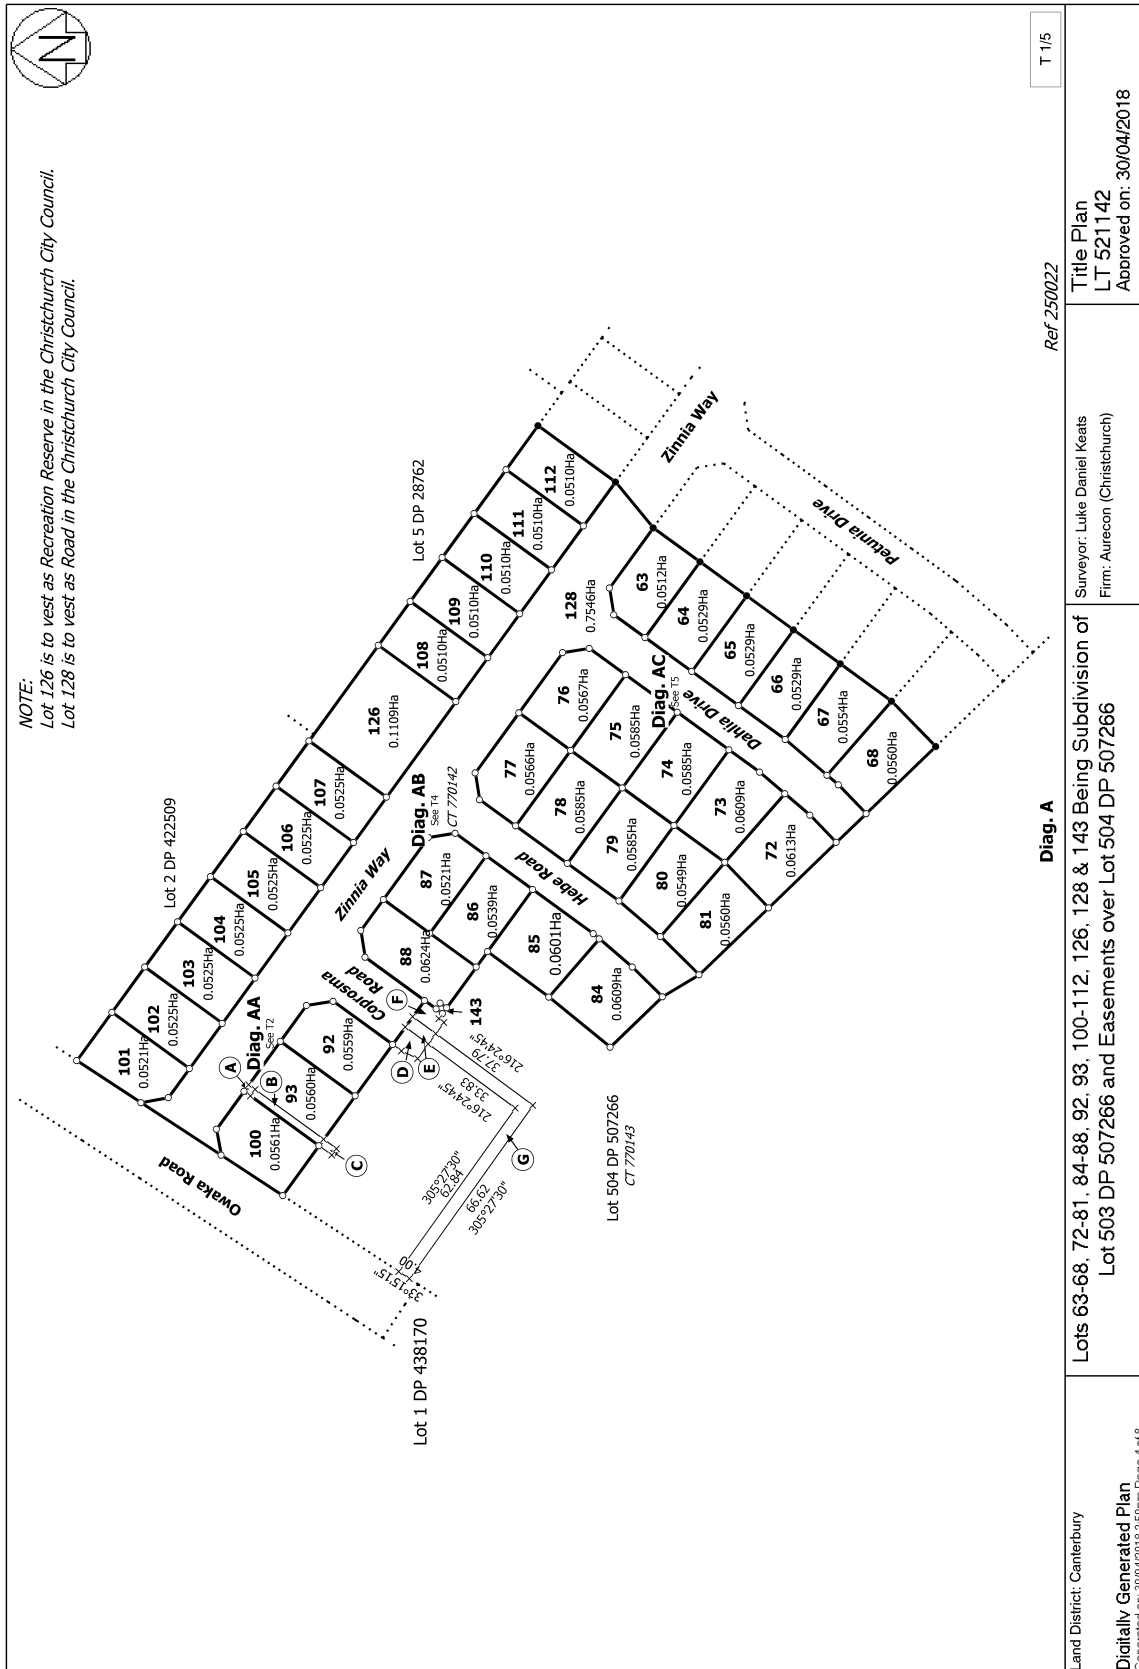 N
NOTE:
Lot 126 is to vest as Recreation Reserve in the Christchurch City Council.
Lot 128 is to vest as Road in the Christchurch City Council.
T 1/5
Lot 2 DP 422509
Lot 5 DP 28762
101
0.0521Ha
102
0.0525Ha
103
0.0525Ha
104
0.0525Ha
105
0.0525Ha
106
0.0525Ha
107
0.0525Ha
126
0.1109Ha
108
0.0510Ha
109
0.0510Ha
110
0.0510Ha
111
0.0510Ha
112
0.0510Ha
Owaka Road
Diag. AA
See T2
A
B
C
100
0.0561Ha
93
0.0560Ha
92
0.0559Ha
Coprosma
Road
Zinnia Way
Diag. AB
See T4
CT 770142
88
0.0624Ha
87
0.0521Ha
86
0.0539Ha
85
0.0601Ha
84
0.0609Ha
143
D
E
F
G
216°24'45"
37.79
216°24'45"
33.83
305°27'30"
62.84
66.62
305°27'30"
4.00
33°15'15"
Lot 1 DP 438170
Lot 504 DP 507266
CT 770143
Hebe Road
77
0.0566Ha
76
0.0567Ha
78
0.0585Ha
75
0.0585Ha
79
0.0585Ha
74
0.0585Ha
80
0.0549Ha
73
0.0609Ha
81
0.0560Ha
72
0.0613Ha
Diag. AC
See T5
Dahlia Drive
128
0.7546Ha
63
0.0512Ha
64
0.0529Ha
65
0.0529Ha
66
0.0529Ha
67
0.0554Ha
68
0.0560Ha
Zinnia Way
Petunia Drive
Diag. A
Ref 250022
Land District: Canterbury
Digitally Generated Plan
Generated on: 30/04/2018 3:59pm Page 4 of 8
Lots 63-68, 72-81, 84-88, 92, 93, 100-112, 126, 128 & 143 Being Subdivision of
Lot 503 DP 507266 and Easements over Lot 504 DP 507266
Surveyor: Luke Daniel Keats
Firm: Aurecon (Christchurch)
Title Plan
LT 521142
Approved on: 30/04/2018